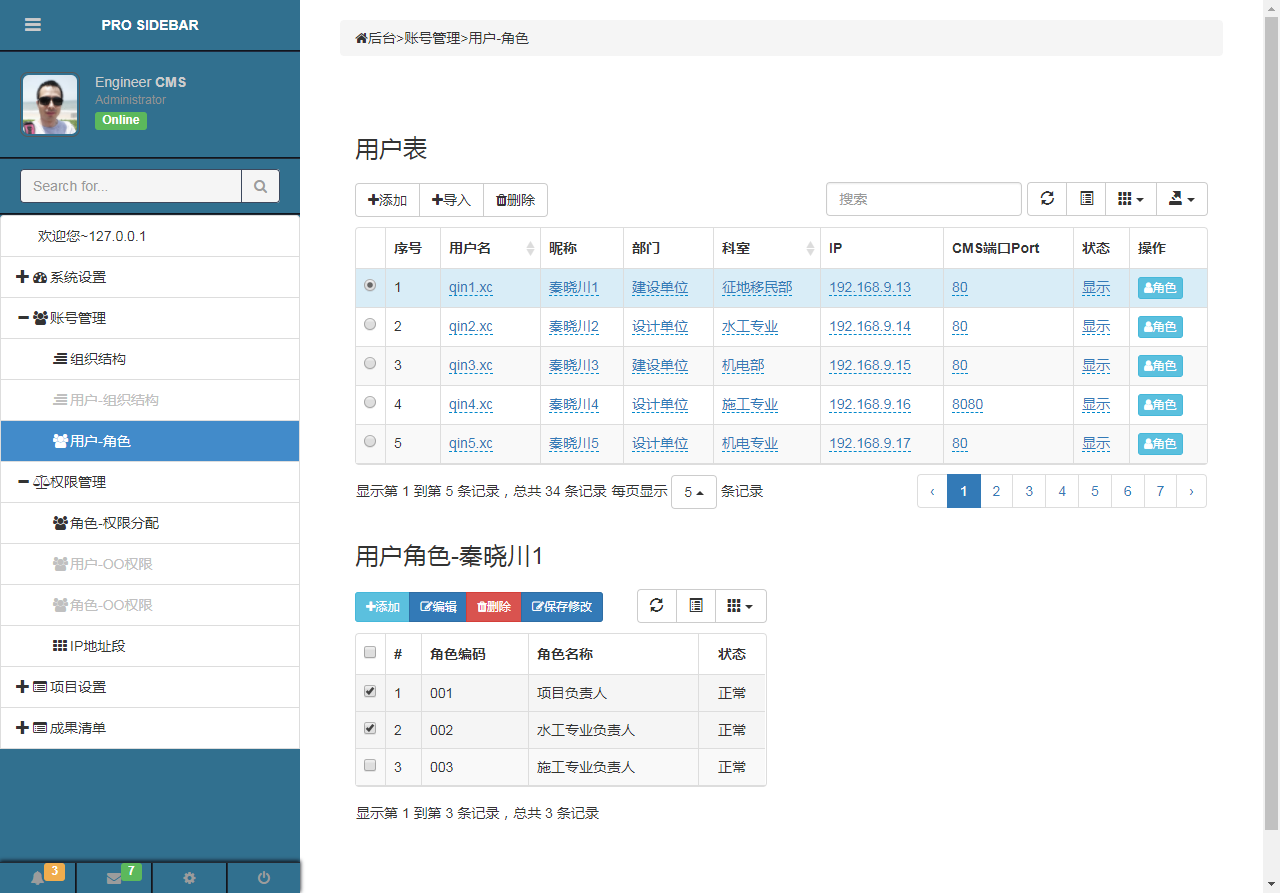 PRO SIDEBAR
Engineer CMS
Administrator
Online
Search for...
欢迎您~127.0.0.1
系统设置
账号管理
组织结构
用户-组织结构
用户-角色
权限管理
角色-权限分配
用户-OO权限
角色-OO权限
IP地址段
项目设置
成果清单
3 7
后台>账号管理>用户-角色
用户表
添加 导入 删除 搜索
序号 用户名 昵称 部门 科室 IP CMS端口Port 状态 操作
1 qin1.xc 秦晓川1 建设单位 征地移民部 192.168.9.13 80 显示 角色
2 qin2.xc 秦晓川2 设计单位 水工专业 192.168.9.14 80 显示 角色
3 qin3.xc 秦晓川3 建设单位 机电部 192.168.9.15 80 显示 角色
4 qin4.xc 秦晓川4 设计单位 施工专业 192.168.9.16 8080 显示 角色
5 qin5.xc 秦晓川5 设计单位 机电专业 192.168.9.17 80 显示 角色
显示第 1 到第 5 条记录，总共 34 条记录 每页显示 5 条记录 ‹ 1 2 3 4 5 6 7 ›
用户角色-秦晓川1
添加 编辑 删除 保存修改
# 角色编码 角色名称 状态
1 001 项目负责人 正常
2 002 水工专业负责人 正常
3 003 施工专业负责人 正常
显示第 1 到第 3 条记录，总共 3 条记录